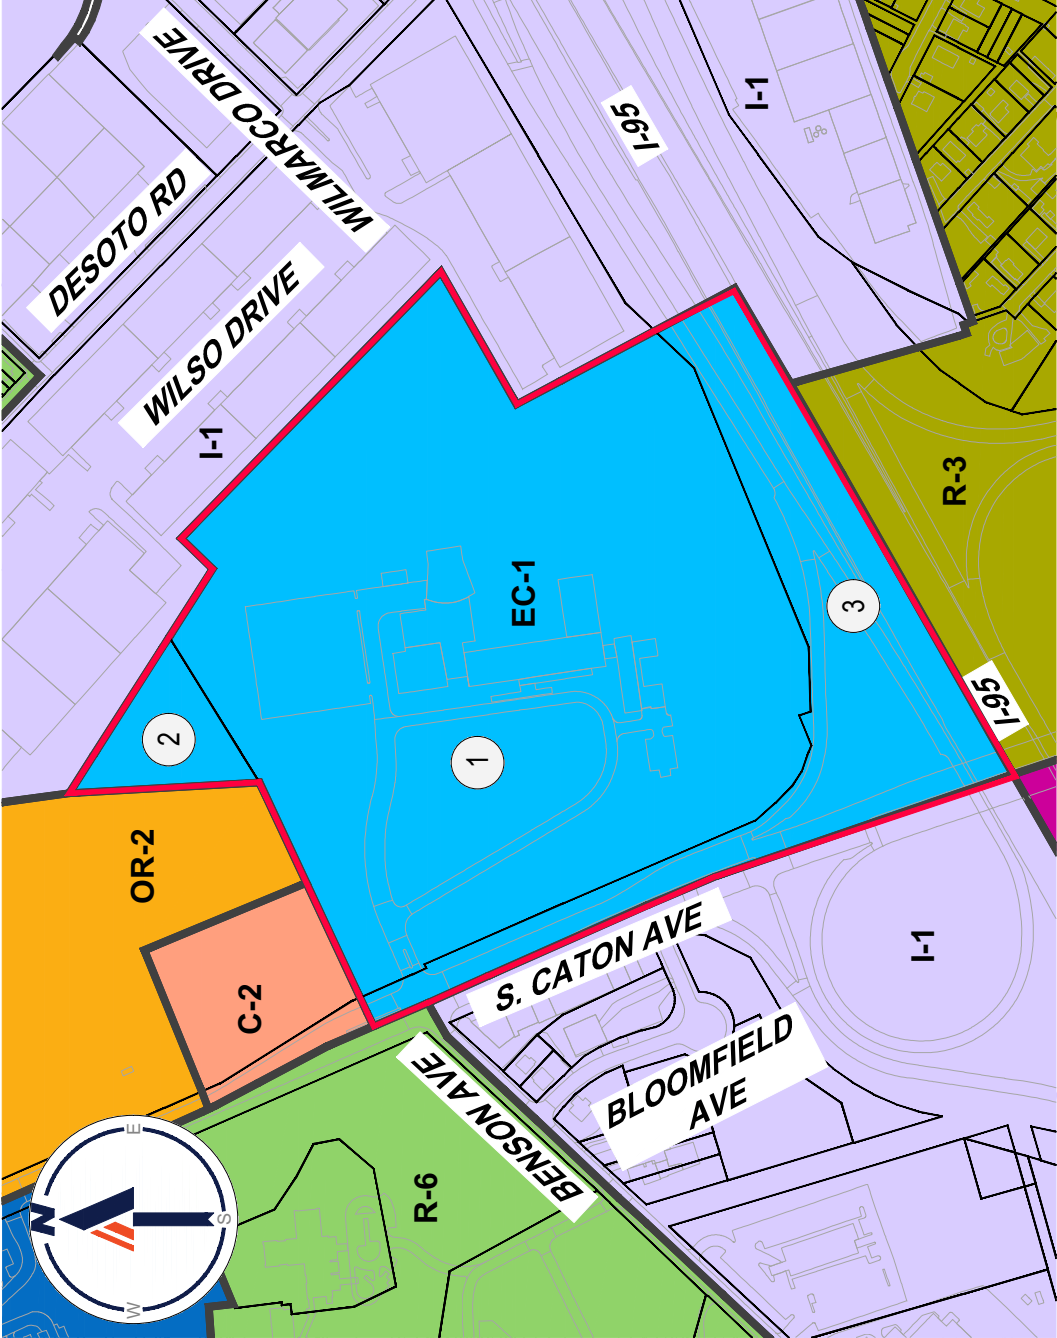 WILMARCO DRIVE
DESOTO RD
WILSO DRIVE
I-95
I-1
I-1
EC-1
R-3
3
2
1
I-95
OR-2
C-2
S. CATON AVE
I-1
BLOOMFIELD
AVE
BENSON AVE
R-6
N
E
S
W